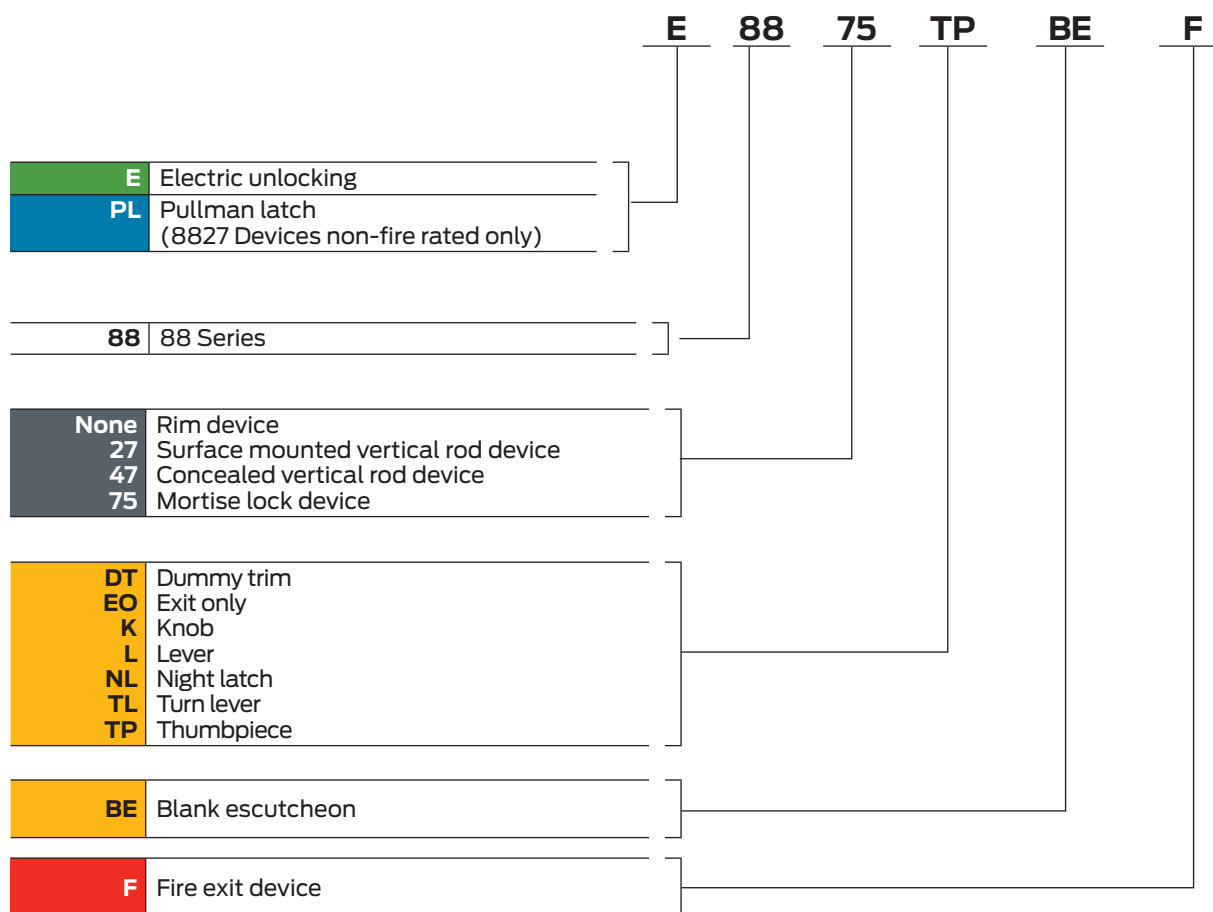 E 88 75 TP BE F
E Electric unlocking
PL Pullman latch
(8827 Devices non-fire rated only)
88 88 Series
None Rim device
27 Surface mounted vertical rod device
47 Concealed vertical rod device
75 Mortise lock device
DT Dummy trim
EO Exit only
K Knob
L Lever
NL Night latch
TL Turn lever
TP Thumbpiece
BE Blank escutcheon
F Fire exit device